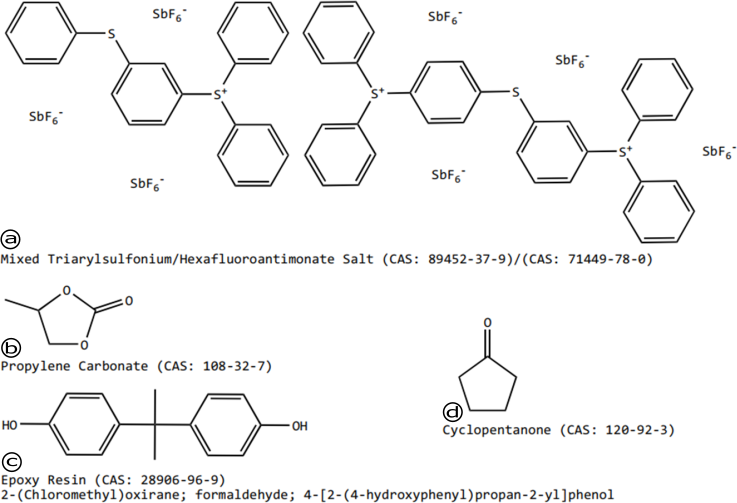 SbF6-
SbF6-
SbF6-
SbF6-
SbF6-
SbF6-
SbF6-
S
S+
S+
S
S+
ⓐ
Mixed Triarylsulfonium/Hexafluoroantimonate Salt (CAS: 89452-37-9)/(CAS: 71449-78-0)
O
O
O
ⓑ
Propylene Carbonate (CAS: 108-32-7)
O
ⓓ
Cyclopentanone (CAS: 120-92-3)
HO
OH
ⓒ
Epoxy Resin (CAS: 28906-96-9)
2-(Chloromethyl)oxirane; formaldehyde; 4-[2-(4-hydroxyphenyl)propan-2-yl]phenol